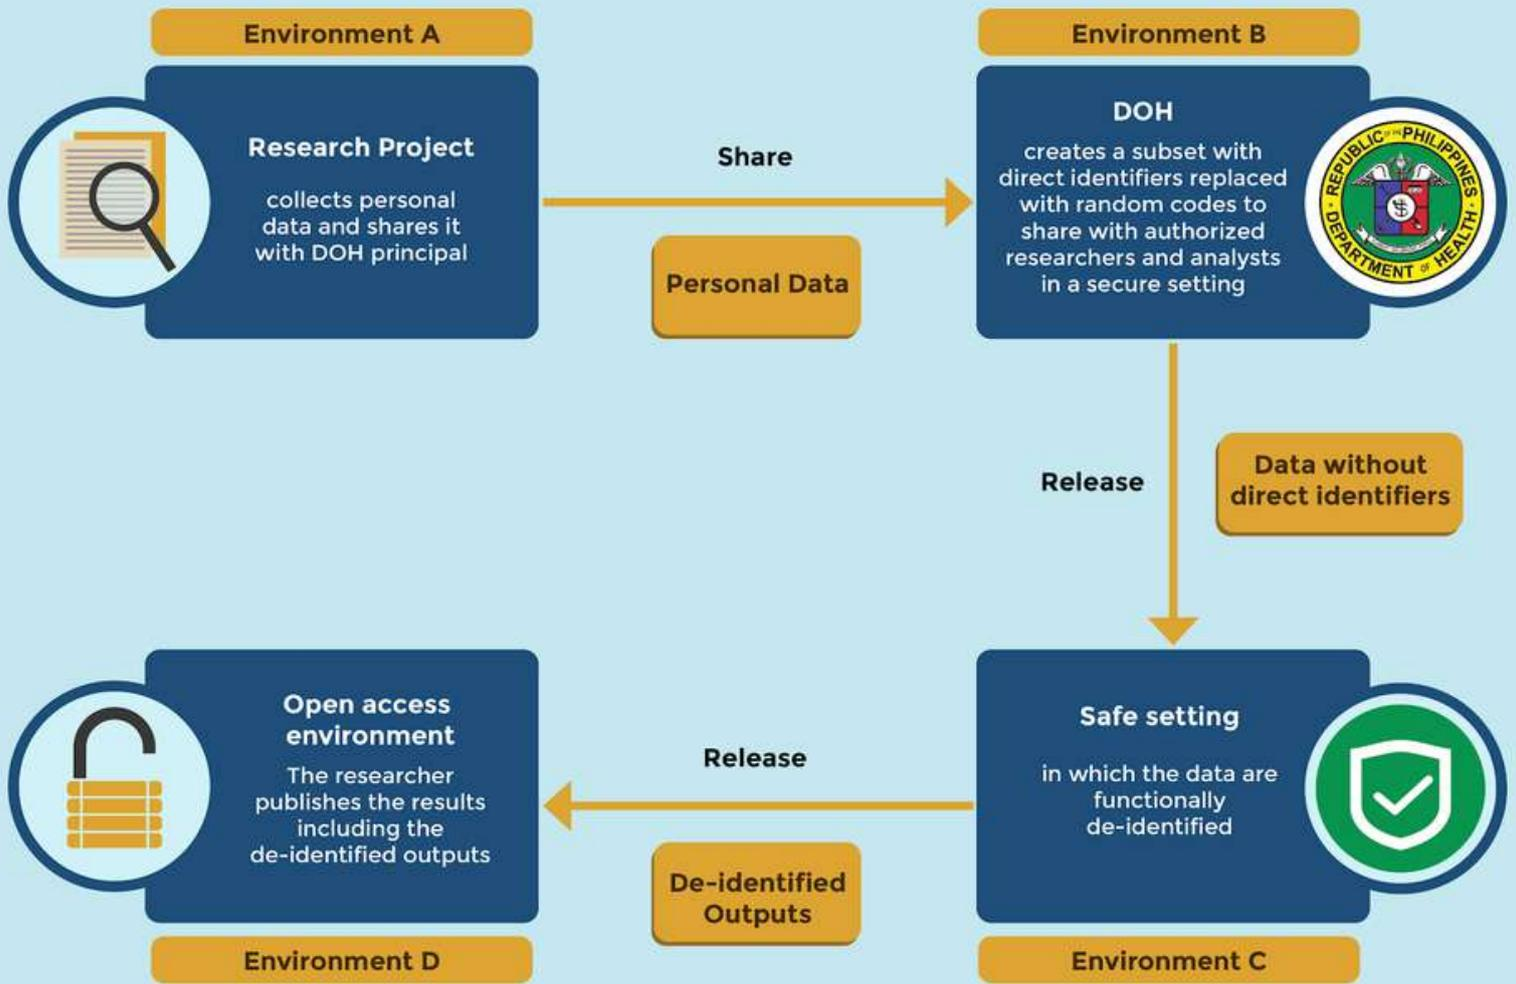 Environment A
Research Project
collects personal
data and shares it
with DOH principal
Share
Personal Data
Environment B
DOH
creates a subset with
direct identifiers replaced
with random codes to
share with authorized
researchers and analysts
in a secure setting
REPUBLIC OF THE PHILIPPINES
DEPARTMENT OF HEALTH
Release
Data without
direct identifiers
Safe setting
in which the data are
functionally
de-identified
Environment C
Release
De-identified
Outputs
Open access
environment
The researcher
publishes the results
including the
de-identified outputs
Environment D